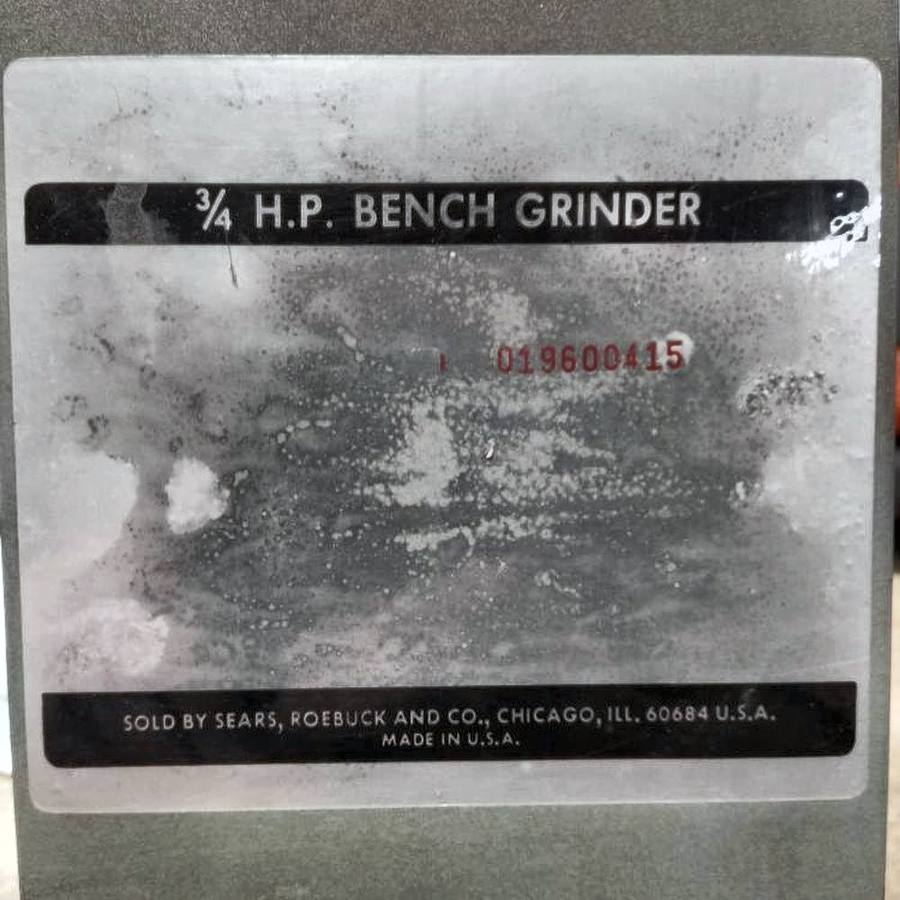 ¾ H.P. BENCH GRINDER
019600415
SOLD BY SEARS, ROEBUCK AND CO., CHICAGO, ILL. 60684 U.S.A.
MADE IN U.S.A.